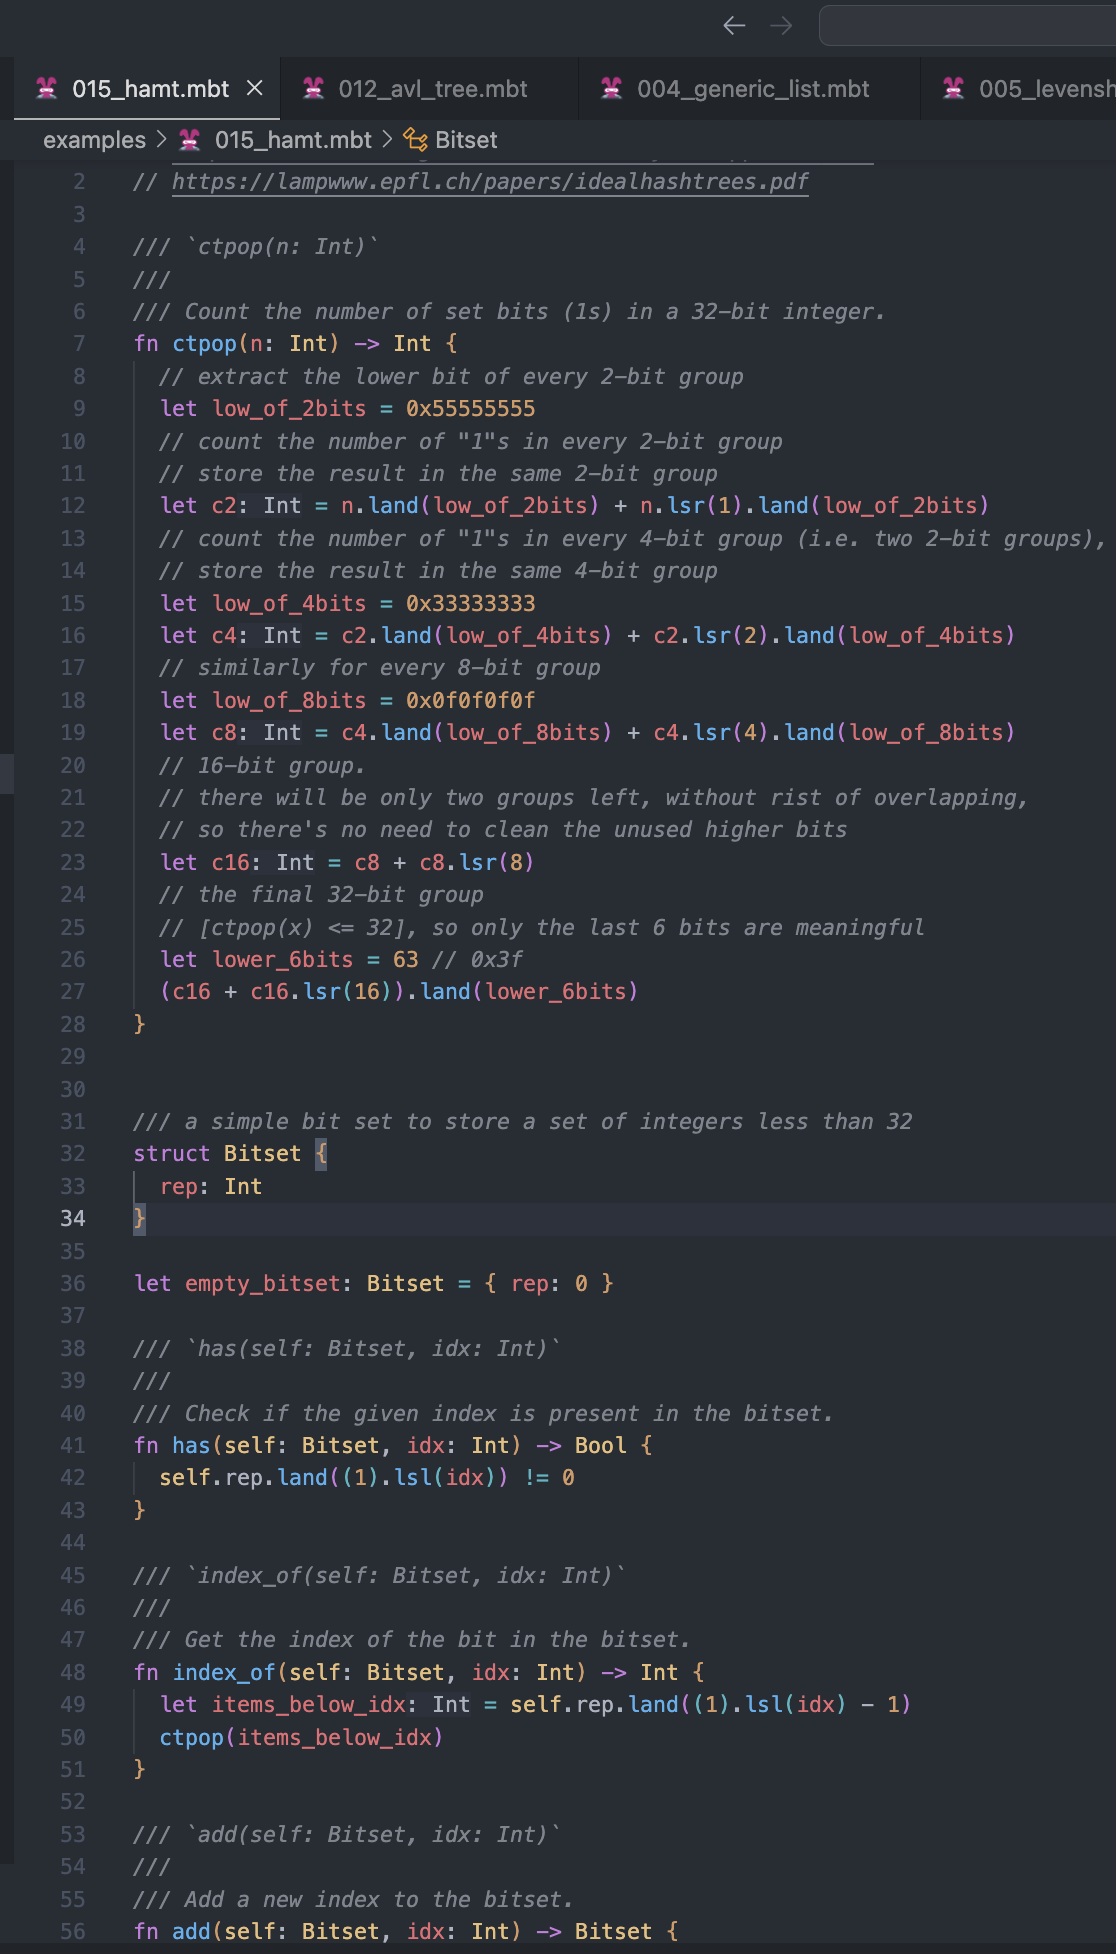 015_hamt.mbt
012_avl_tree.mbt
004_generic_list.mbt
005_levensh
examples > 015_hamt.mbt > Bitset
2 // https://lampwww.epfl.ch/papers/idealhashtrees.pdf
3
4 /// `ctpop(n: Int)`
5 ///
6 /// Count the number of set bits (1s) in a 32-bit integer.
7 fn ctpop(n: Int) -> Int {
8   // extract the lower bit of every 2-bit group
9   let low_of_2bits = 0x55555555
10   // count the number of "1"s in every 2-bit group
11   // store the result in the same 2-bit group
12   let c2: Int = n.land(low_of_2bits) + n.lsr(1).land(low_of_2bits)
13   // count the number of "1"s in every 4-bit group (i.e. two 2-bit groups),
14   // store the result in the same 4-bit group
15   let low_of_4bits = 0x33333333
16   let c4: Int = c2.land(low_of_4bits) + c2.lsr(2).land(low_of_4bits)
17   // similarly for every 8-bit group
18   let low_of_8bits = 0x0f0f0f0f
19   let c8: Int = c4.land(low_of_8bits) + c4.lsr(4).land(low_of_8bits)
20   // 16-bit group.
21   // there will be only two groups left, without rist of overlapping,
22   // so there's no need to clean the unused higher bits
23   let c16: Int = c8 + c8.lsr(8)
24   // the final 32-bit group
25   // [ctpop(x) <= 32], so only the last 6 bits are meaningful
26   let lower_6bits = 63 // 0x3f
27   (c16 + c16.lsr(16)).land(lower_6bits)
28 }
29
30
31 /// a simple bit set to store a set of integers less than 32
32 struct Bitset {
33   rep: Int
34 }
35
36 let empty_bitset: Bitset = { rep: 0 }
37
38 /// `has(self: Bitset, idx: Int)`
39 ///
40 /// Check if the given index is present in the bitset.
41 fn has(self: Bitset, idx: Int) -> Bool {
42   self.rep.land((1).lsl(idx)) != 0
43 }
44
45 /// `index_of(self: Bitset, idx: Int)`
46 ///
47 /// Get the index of the bit in the bitset.
48 fn index_of(self: Bitset, idx: Int) -> Int {
49   let items_below_idx: Int = self.rep.land((1).lsl(idx) - 1)
50   ctpop(items_below_idx)
51 }
52
53 /// `add(self: Bitset, idx: Int)`
54 ///
55 /// Add a new index to the bitset.
56 fn add(self: Bitset, idx: Int) -> Bitset {